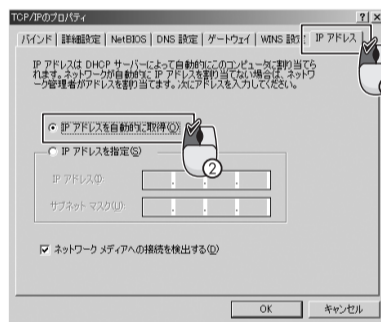 TCP/IPのプロパティ
バインド 詳細設定 NetBIOS DNS 設定 ゲートウェイ WINS 設定 IP アドレス
IP アドレスは DHCP サーバーによって自動的にこのコンピュータに割り当てら
れます。ネットワークが自動的に IP アドレスを割り当てない場合は、ネットワ
ーク管理者がアドレスを割り当てます。次にアドレスを入力してください。
IP アドレスを自動的に取得(O)
②
IP アドレスを指定(S)
IP アドレス(I):
サブネット マスク(U):
ネットワーク メディアへの接続を検出する(D)
OK キャンセル